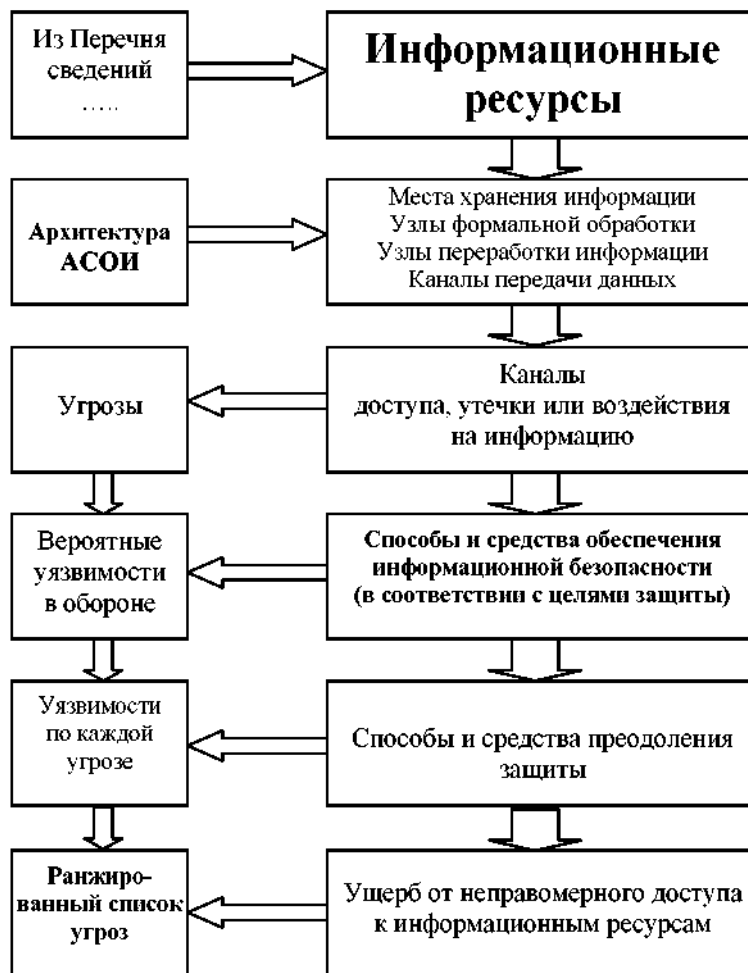 Из Перечня
сведений
.....
Информационные
ресурсы
Архитектура
АСОИ
Места хранения информации
Узлы формальной обработки
Узлы переработки информации
Каналы передачи данных
Угрозы
Каналы
доступа, утечки или воздействия
на информацию
Вероятные
уязвимости
в обороне
Способы и средства обеспечения
информационной безопасности
(в соответствии с целями защиты)
Уязвимости
по каждой
угрозе
Способы и средства преодоления
защиты
Ранжиро-
ванный список
угроз
Ущерб от неправомерного доступа
к информационным ресурсам